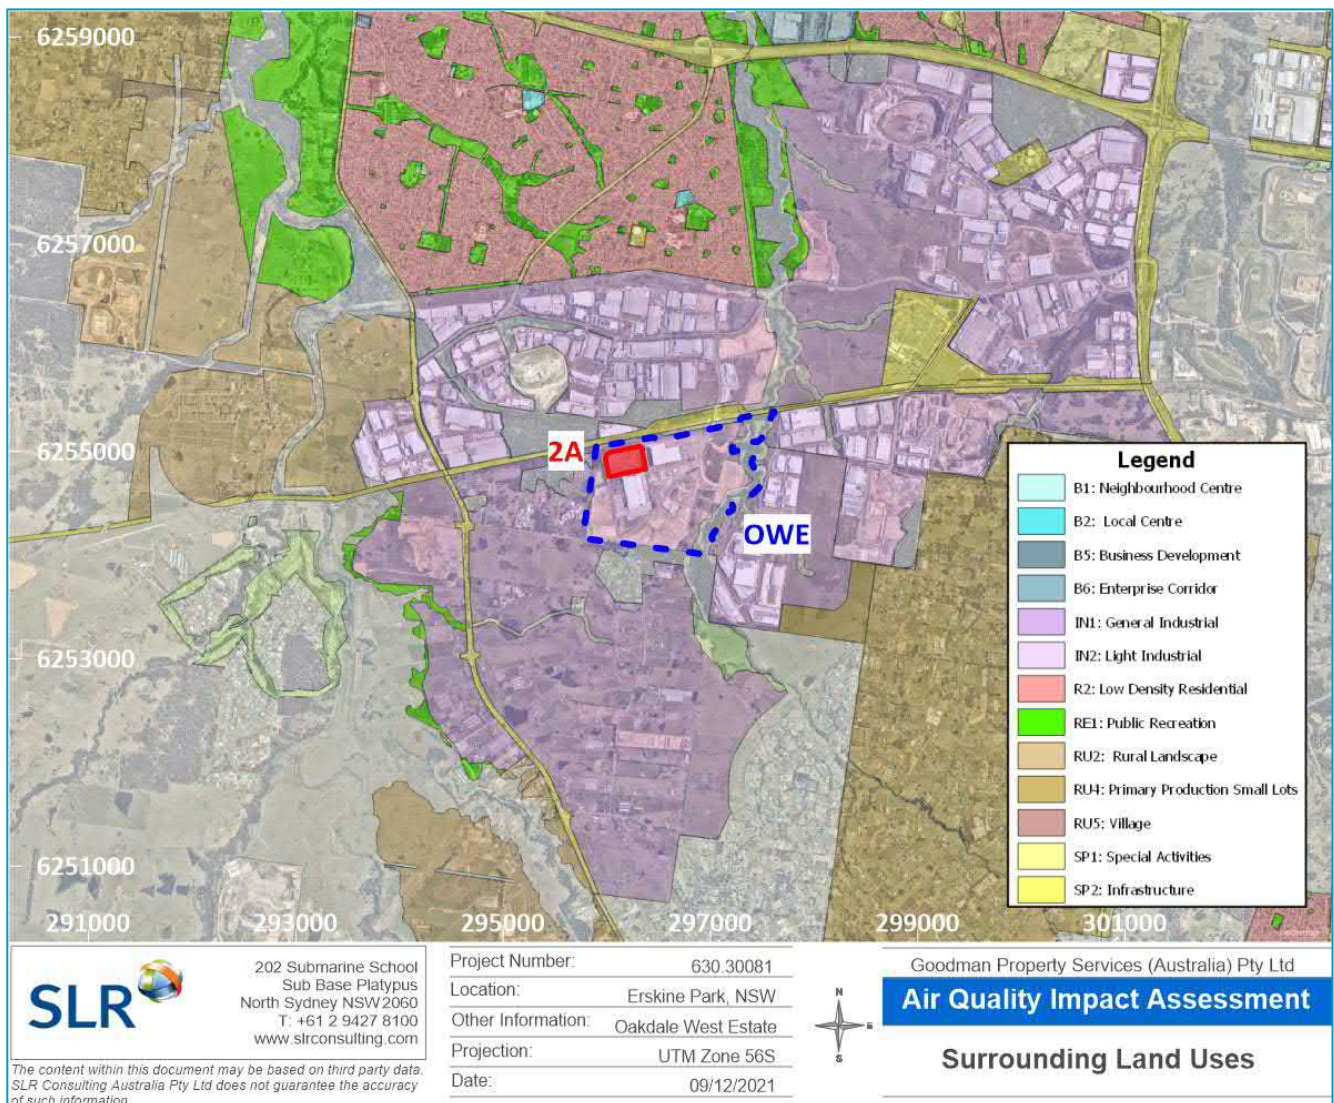 6259000
6257000
6255000
6253000
6251000
291000
293000
295000
297000
299000
301000
2A
OWE
Legend
B1: Neighbourhood Centre
B2: Local Centre
B5: Business Development
B6: Enterprise Corridor
IN1: General Industrial
IN2: Light Industrial
R2: Low Density Residential
RE1: Public Recreation
RU2: Rural Landscape
RU4: Primary Production Small Lots
RU5: Village
SP1: Special Activities
SP2: Infrastructure
SLR
202 Submarine School
Sub Base Platypus
North Sydney NSW 2060
T: +61 2 9427 8100
www.slrconsulting.com
The content within this document may be based on third party data.
SLR Consulting Australia Pty Ltd does not guarantee the accuracy
of such information
Project Number: 630.30081
Location: Erskine Park, NSW
Other Information: Oakdale West Estate
Projection: UTM Zone 56S
Date: 09/12/2021
N
E
S
Goodman Property Services (Australia) Pty Ltd
Air Quality Impact Assessment
Surrounding Land Uses